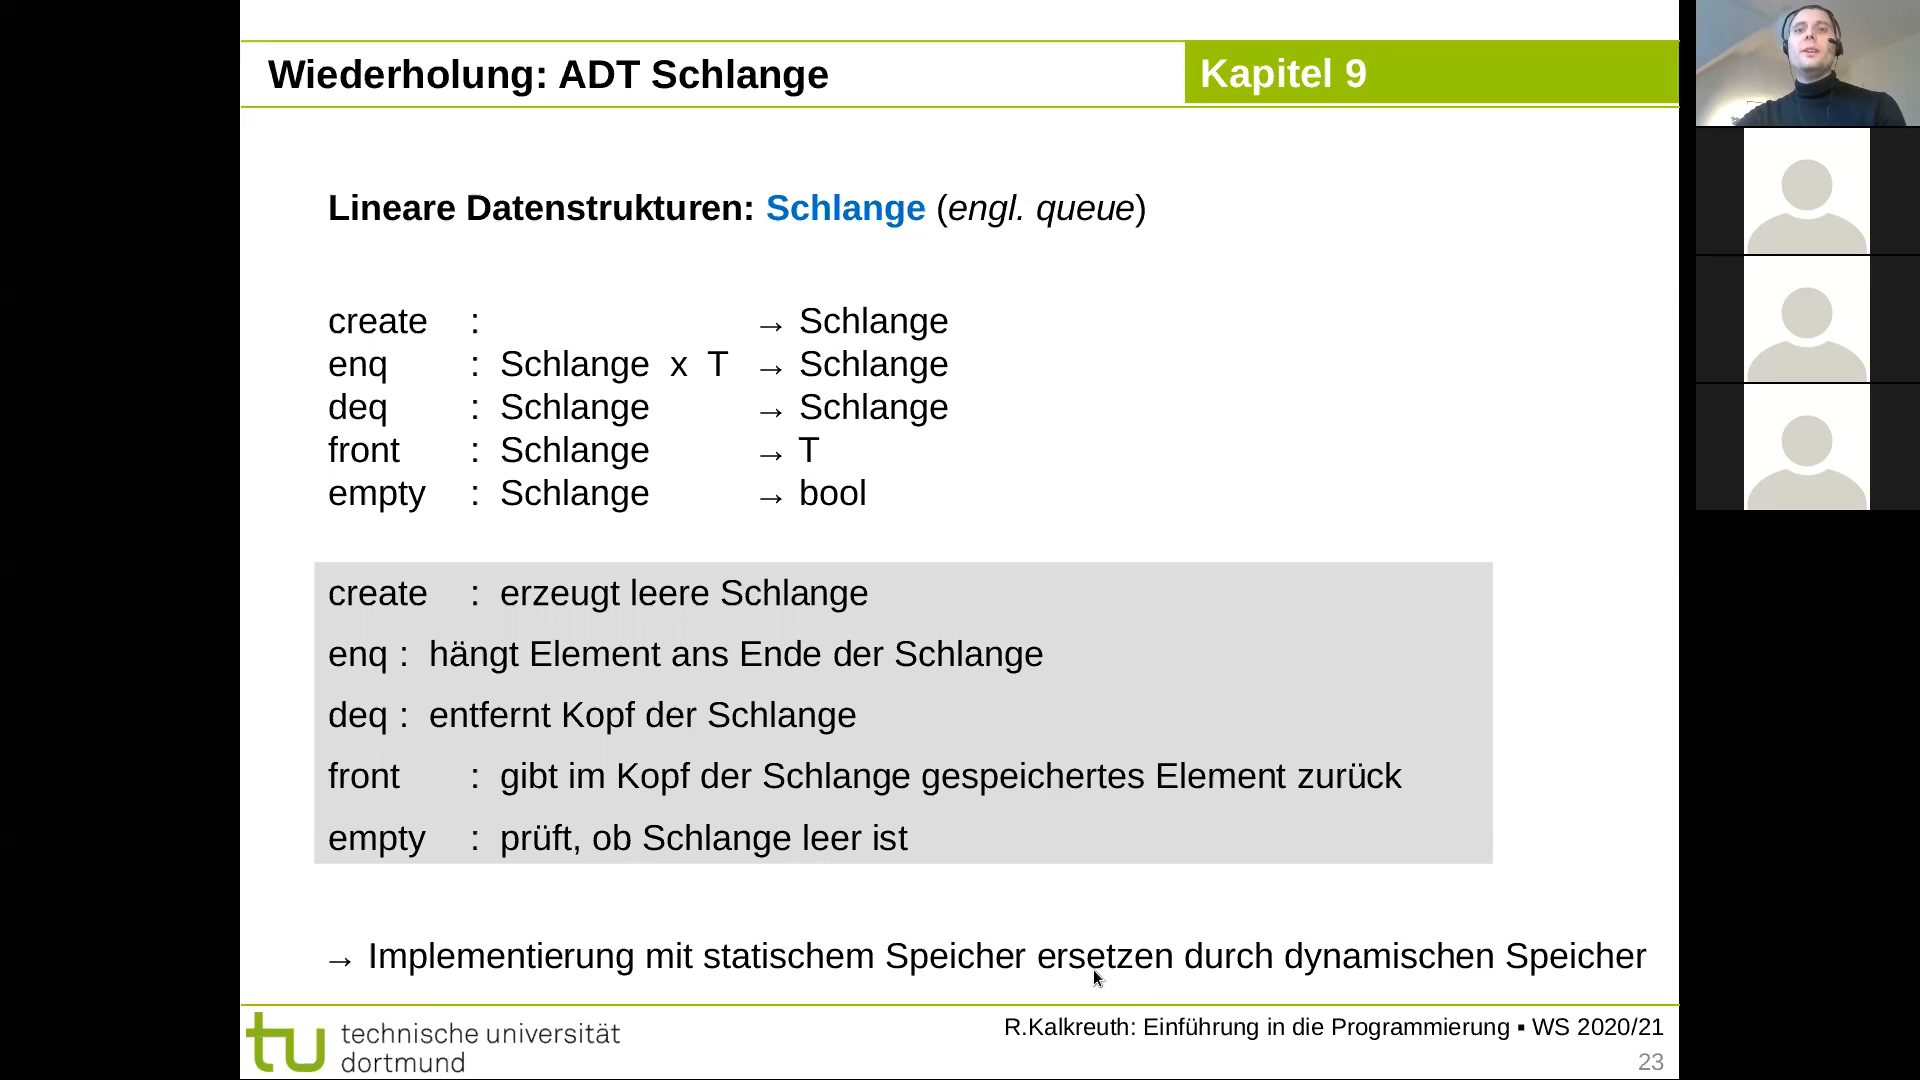 Wiederholung: ADT Schlange
Kapitel 9
Lineare Datenstrukturen: Schlange (engl. queue)
create : → Schlange
enq : Schlange x T → Schlange
deq : Schlange → Schlange
front : Schlange → T
empty : Schlange → bool
create : erzeugt leere Schlange
enq : hängt Element ans Ende der Schlange
deq : entfernt Kopf der Schlange
front : gibt im Kopf der Schlange gespeichertes Element zurück
empty : prüft, ob Schlange leer ist
→ Implementierung mit statischem Speicher ersetzen durch dynamischen Speicher
tu technische universität
dortmund
R.Kalkreuth: Einführung in die Programmierung ▪ WS 2020/21
23